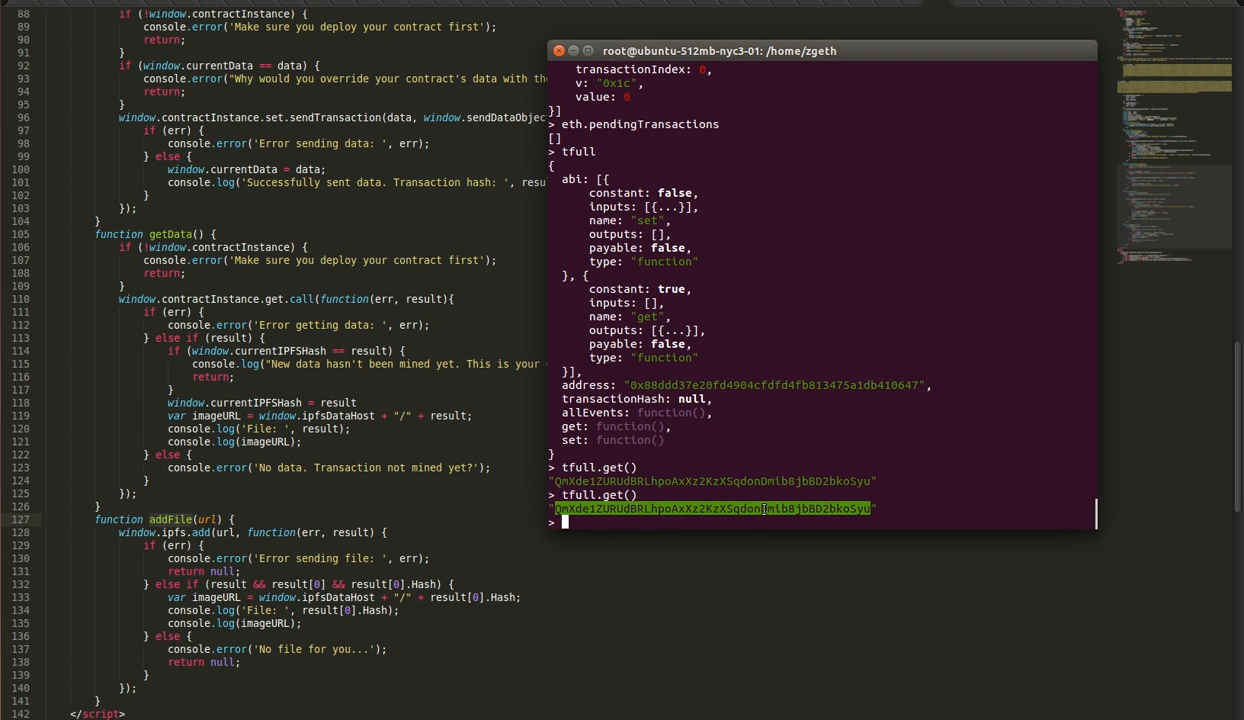 88 if (!window.contractInstance) {
89 console.error('Make sure you deploy your contract first');
90 return;
91 }
92 if (window.currentData == data) {
93 console.error("Why would you override your contract's data with the
94 return;
95 }
96 window.contractInstance.set.sendTransaction(data, window.sendDataObjec
97 if (err) {
98 console.error('Error sending data: ', err);
99 } else {
100 window.currentData = data;
101 console.log('Successfully sent data. Transaction hash: ', resu
102 }
103 });
104 }
105 function getData() {
106 if (!window.contractInstance) {
107 console.error('Make sure you deploy your contract first');
108 return;
109 }
110 window.contractInstance.get.call(function(err, result){
111 if (err) {
112 console.error('Error getting data: ', err);
113 } else if (result) {
114 if (window.currentIPFSHash == result) {
115 console.log("New data hasn't been mined yet. This is your
116 return;
117 }
118 window.currentIPFSHash = result
119 var imageURL = window.ipfsDataHost + "/" + result;
120 console.log('File: ', result);
121 console.log(imageURL);
122 } else {
123 console.error('No data. Transaction not mined yet?');
124 }
125 });
126 }
127 function addFile(url) {
128 window.ipfs.add(url, function(err, result) {
129 if (err) {
130 console.error('Error sending file: ', err);
131 return null;
132 } else if (result && result[0] && result[0].Hash) {
133 var imageURL = window.ipfsDataHost + "/" + result[0].Hash;
134 console.log('File: ', result[0].Hash);
135 console.log(imageURL);
136 } else {
137 console.error('No file for you...');
138 return null;
139 }
140 });
141 }
142 </script>
root@ubuntu-512mb-nyc3-01: /home/zgeth
transactionIndex: 0,
v: "0x1c",
value: 0
}]
> eth.pendingTransactions
[]
> tfull
{
abi: [{
constant: false,
inputs: [{...}],
name: "set",
outputs: [],
payable: false,
type: "function"
}, {
constant: true,
inputs: [],
name: "get",
outputs: [{...}],
payable: false,
type: "function"
}],
address: "0x88ddd37e20fd4904cfdfd4fb813475a1db410647",
transactionHash: null,
allEvents: function(),
get: function(),
set: function()
}
> tfull.get()
"QmXde1ZURUdBRLhpoAxXz2KzXSqdonDmib8jbBD2bkoSyu"
> tfull.get()
"QmXde1ZURUdBRLhpoAxXz2KzXSqdonDmib8jbBD2bkoSyu"
>